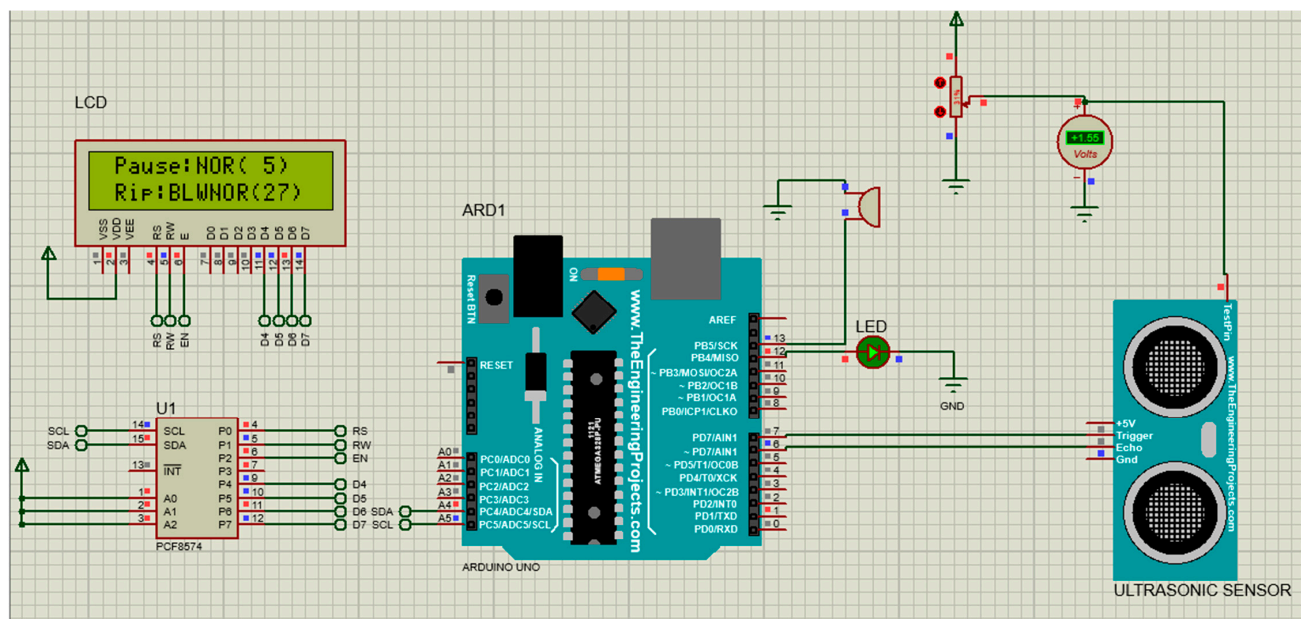 LCD
Pause:NOR( 5)
Rip:BLWNOR(27)
VSS
VDD
VEE
RS
RW
E
D0
D1
D2
D3
D4
D5
D6
D7
1
2
3
4
5
6
7
8
9
10
11
12
13
14
RS
RW
EN
D4
D5
D6
D7
U1
SCL
SDA
14
15
13
1
2
3
SCL
SDA
INT
A0
A1
A2
P0
P1
P2
P3
P4
P5
P6
P7
4
5
6
7
9
10
11
12
RS
RW
EN
D4
D5
D6
D7
PCF8574
SDA
SCL
ARD1
Reset BTN
ON
www.TheEngineeringProjects.com
RESET
ANALOG IN
ATMEGA328P-PU
1121
A0
A1
A2
A3
A4
A5
PC0/ADC0
PC1/ADC1
PC2/ADC2
PC3/ADC3
PC4/ADC4/SDA
PC5/ADC5/SCL
AREF
PB5/SCK
PB4/MISO
~ PB3/MOSI/OC2A
~ PB2/OC1B
~ PB1/OC1A
PB0/ICP1/CLKO
PD7/AIN1
~ PD7/AIN1
~ PD5/T1/OC0B
PD4/T0/XCK
~ PD3/INT1/OC2B
PD2/INT0
PD1/TXD
PD0/RXD
13
12
11
10
9
8
7
6
5
4
3
2
1
0
ARDUINO UNO
LED
GND
31%
+1.55
Volts
TestPin
www.TheEngineeringProjects.com
+5V
Trigger
Echo
Gnd
ULTRASONIC SENSOR